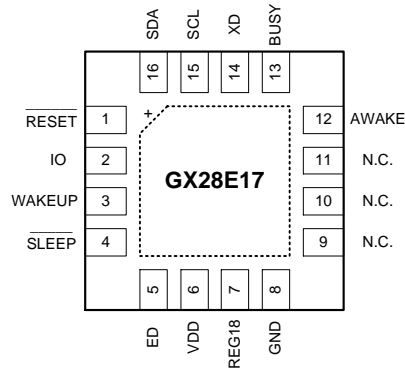 SDA SCL XD BUSY
16 15 14 13
RESET 1 + 12 AWAKE
IO 2 11 N.C.
GX28E17
WAKEUP 3 10 N.C.
SLEEP 4 9 N.C.
5 6 7 8
ED VDD REG18 GND